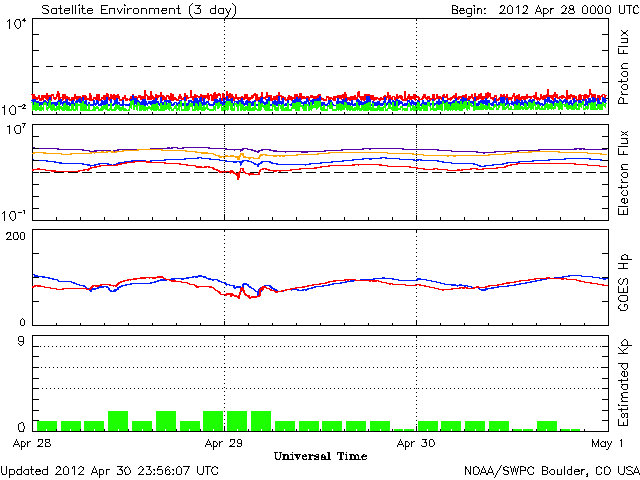 Satellite Environment (3 day)
Begin: 2012 Apr 28 0000 UTC
10⁴
10⁻²
Proton Flux
10⁷
10⁻¹
Electron Flux
200
0
GOES Hp
9
0
Estimated Kp
Apr 28
Apr 29
Apr 30
May 1
Universal Time
Updated 2012 Apr 30 23:56:07 UTC
NOAA/SWPC Boulder, CO USA